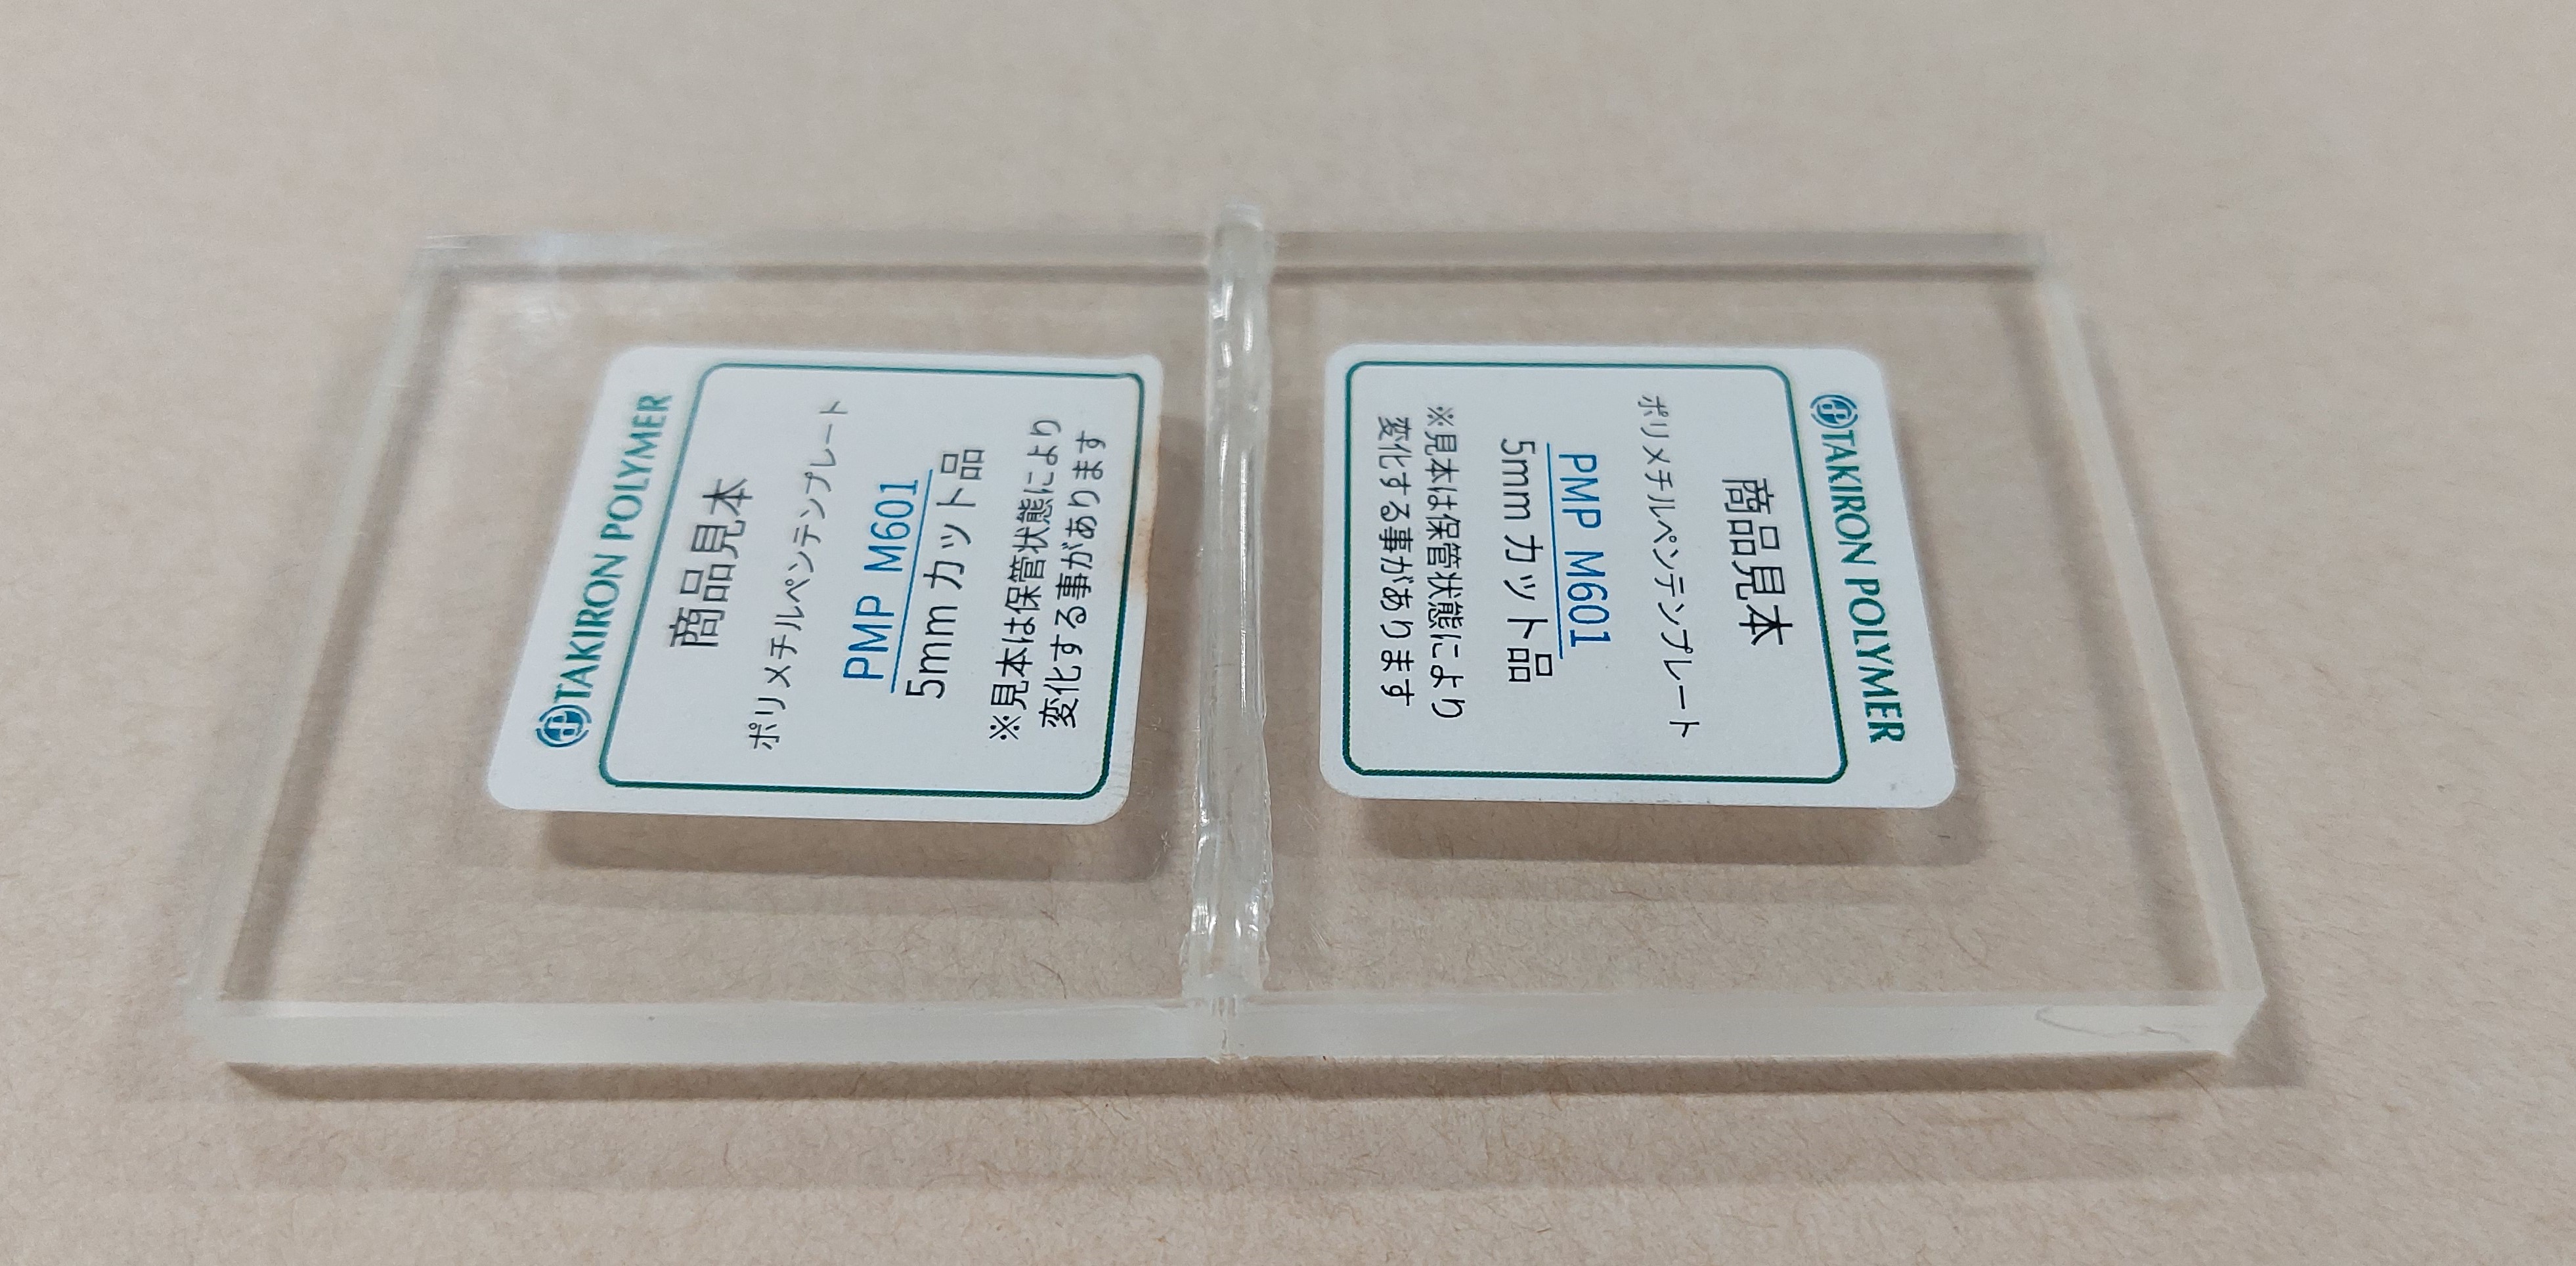 TAKIRON POLYMER
商品見本
ポリメチルペンテンプレート
PMP M601
5mm カット品
※見本は保管状態により
変化する事があります
TAKIRON POLYMER
商品見本
ポリメチルペンテンプレート
PMP M601
5mm カット品
※見本は保管状態により
変化する事があります